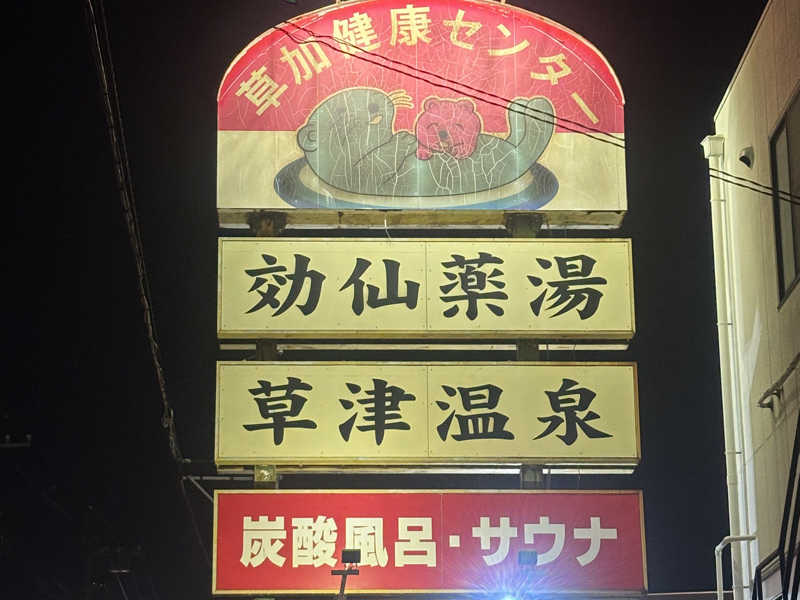 草加健康センター
効仙薬湯
草津温泉
炭酸風呂・サウナ